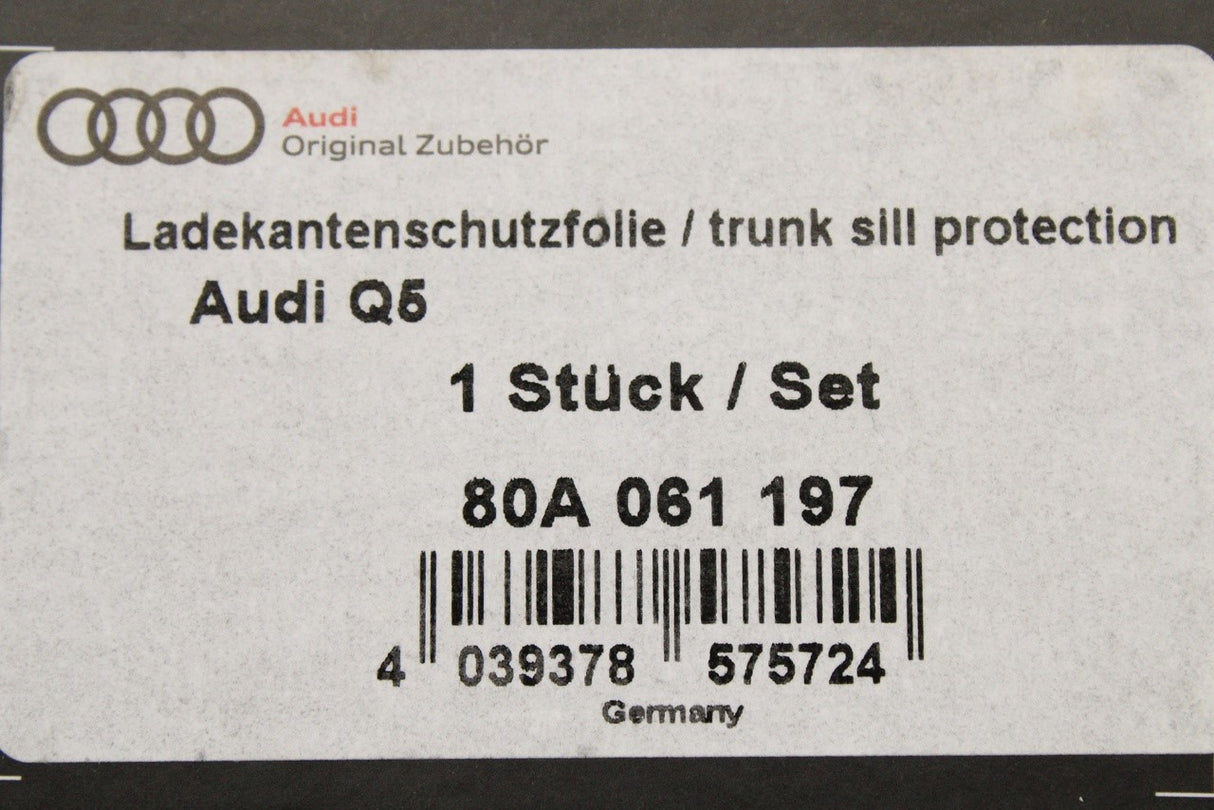 Audi
Original Zubehör
Ladekantenschutzfolie / trunk sill protection
Audi Q5
1 Stück / Set
80A 061 197
4 039378 575724
Germany